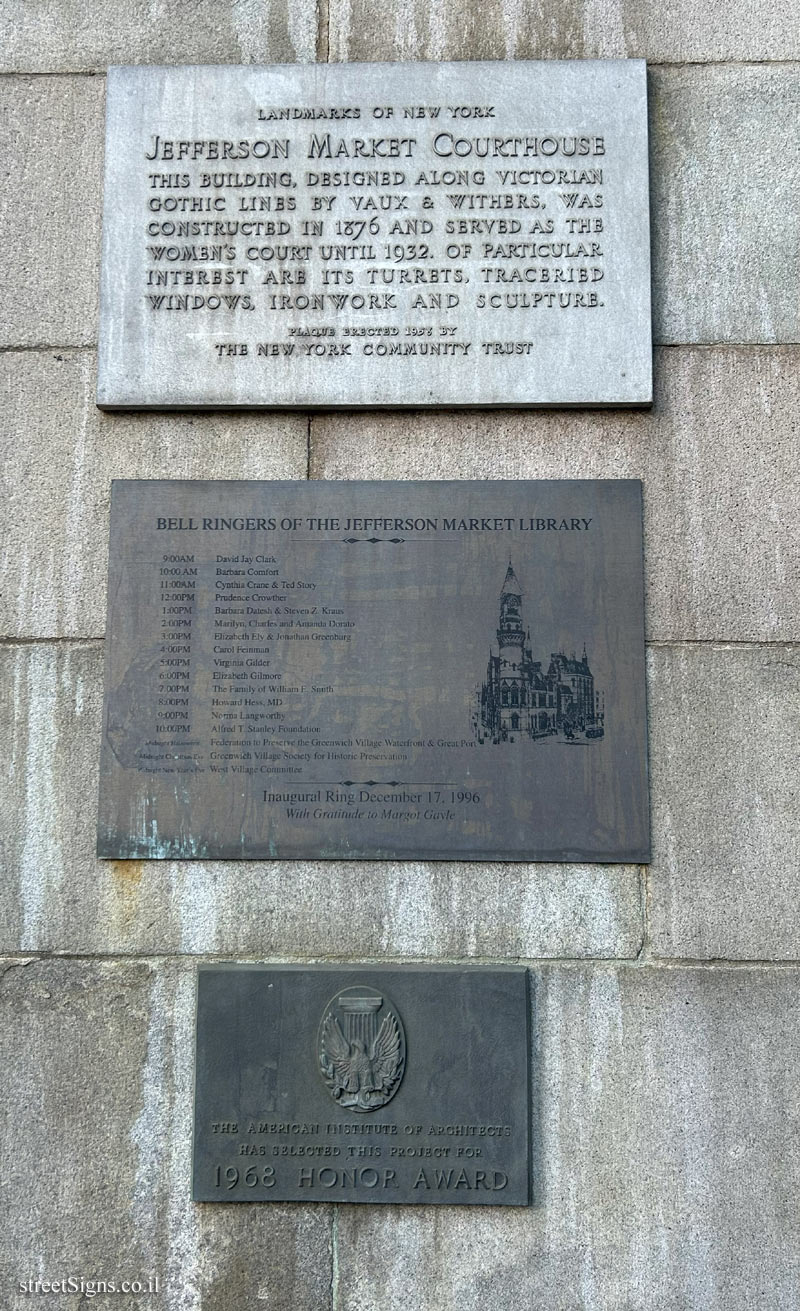 LANDMARKS OF NEW YORK
JEFFERSON MARKET COURTHOUSE
THIS BUILDING, DESIGNED ALONG VICTORIAN
GOTHIC LINES BY VAUX & WITHERS, WAS
CONSTRUCTED IN 1876 AND SERVED AS THE
WOMEN'S COURT UNTIL 1932. OF PARTICULAR
INTEREST ARE ITS TURRETS, TRACERIED
WINDOWS, IRONWORK AND SCULPTURE.
PLAQUE ERECTED 1958 BY
THE NEW YORK COMMUNITY TRUST
BELL RINGERS OF THE JEFFERSON MARKET LIBRARY
9:00AM David Jay Clark
10:00 AM Barbara Comfort
11:00AM Cynthia Crane & Ted Story
12:00PM Prudence Crowther
1:00PM Barbara Datesh & Steven Z. Kraus
2:00PM Marilyn, Charles and Amanda Dorato
3:00PM Elizabeth Ely & Jonathan Greenburg
4:00PM Carol Feinman
5:00PM Virginia Gilder
6:00PM Elizabeth Gilmore
7:00PM The Family of William F. Smith
8:00PM Howard Hess, MD
9:00PM Norma Langworthy
10:00PM Alfred T. Stanley Foundation
Midnight Federation to Preserve the Greenwich Village Waterfront & Great Port
Midnight Christmas Eve Greenwich Village Society for Historic Preservation
Midnight New Year's Eve West Village Committee
Inaugural Ring December 17, 1996
With Gratitude to Margot Gayle
THE AMERICAN INSTITUTE OF ARCHITECTS
HAS SELECTED THIS PROJECT FOR
1968 HONOR AWARD
streetSigns.co.il